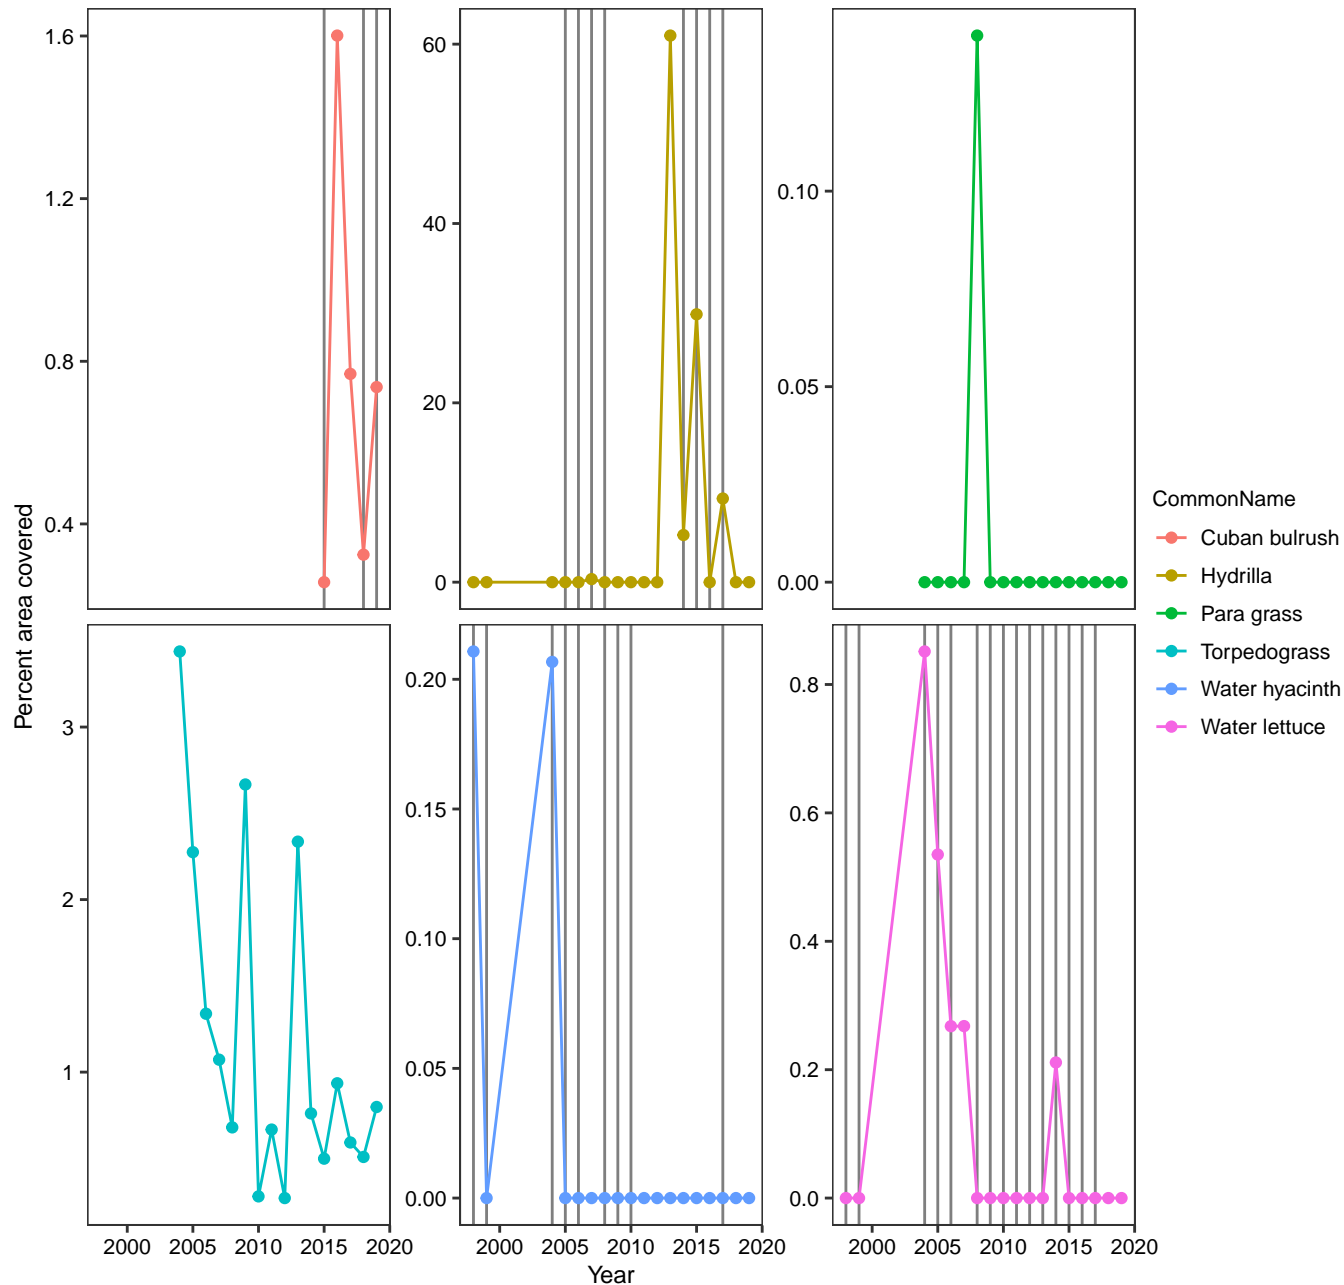 1.6
1.2
0.8
0.4
60
40
20
0
0.10
0.05
0.00
Percent area covered
3
2
1
0.20
0.15
0.10
0.05
0.00
0.8
0.6
0.4
0.2
0.0
2000 2005 2010 2015 2020
2000 2005 2010 2015 2020
2000 2005 2010 2015 2020
Year
CommonName
Cuban bulrush
Hydrilla
Para grass
Torpedograss
Water hyacinth
Water lettuce